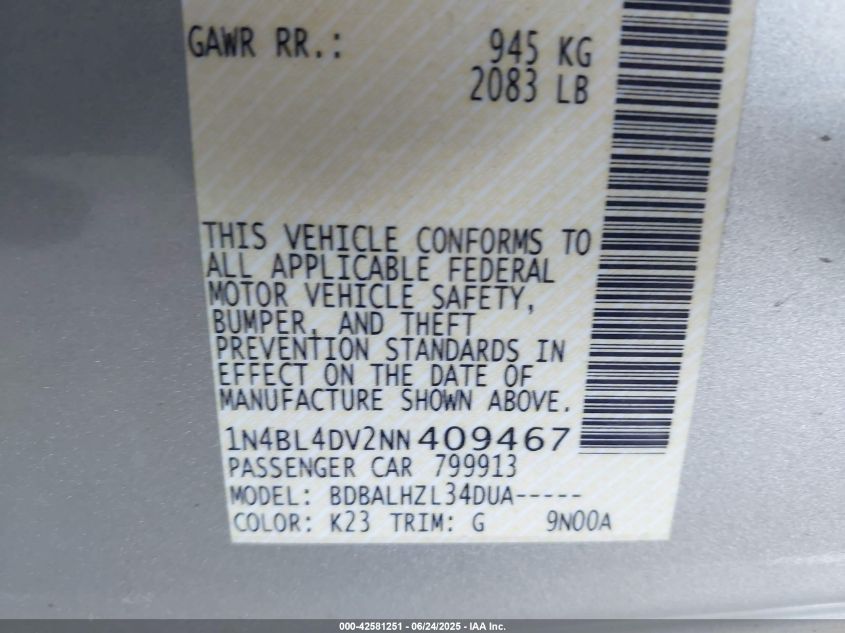 GAWR RR.: 945 KG
2083 LB
THIS VEHICLE CONFORMS TO
ALL APPLICABLE FEDERAL
MOTOR VEHICLE SAFETY,
BUMPER, AND THEFT
PREVENTION STANDARDS IN
EFFECT ON THE DATE OF
MANUFACTURE SHOWN ABOVE.
1N4BL4DV2NN409467
PASSENGER CAR 799913
MODEL: BDBALHZL34DUA-----
COLOR: K23 TRIM: G 9N00A
000-42581251 - 06/24/2025 - IAA Inc.